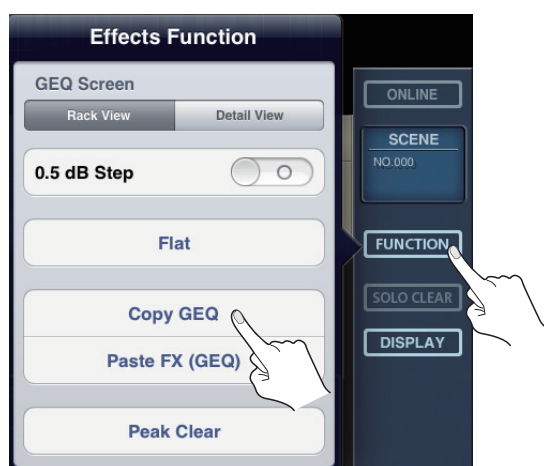 Effects Function
GEQ Screen
Rack View
Detail View
0.5 dB Step
Flat
Copy GEQ
Paste FX (GEQ)
Peak Clear
ONLINE
SCENE
NO.000
FUNCTION
SOLO CLEAR
DISPLAY